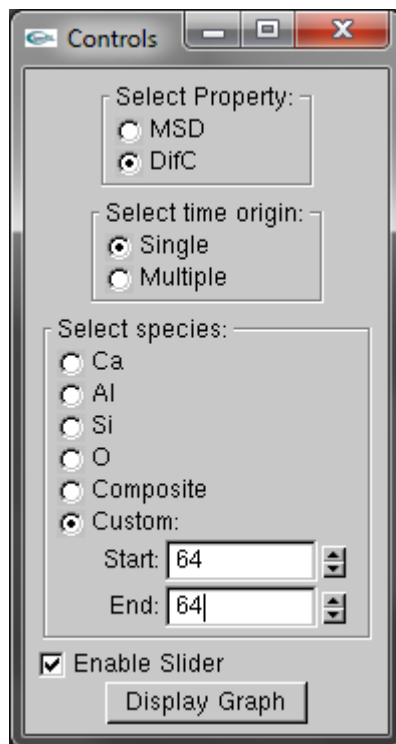 Controls
Select Property:
MSD
DifC
Select time origin:
Single
Multiple
Select species:
Ca
Al
Si
O
Composite
Custom:
Start: 64
End: 64
Enable Slider
Display Graph